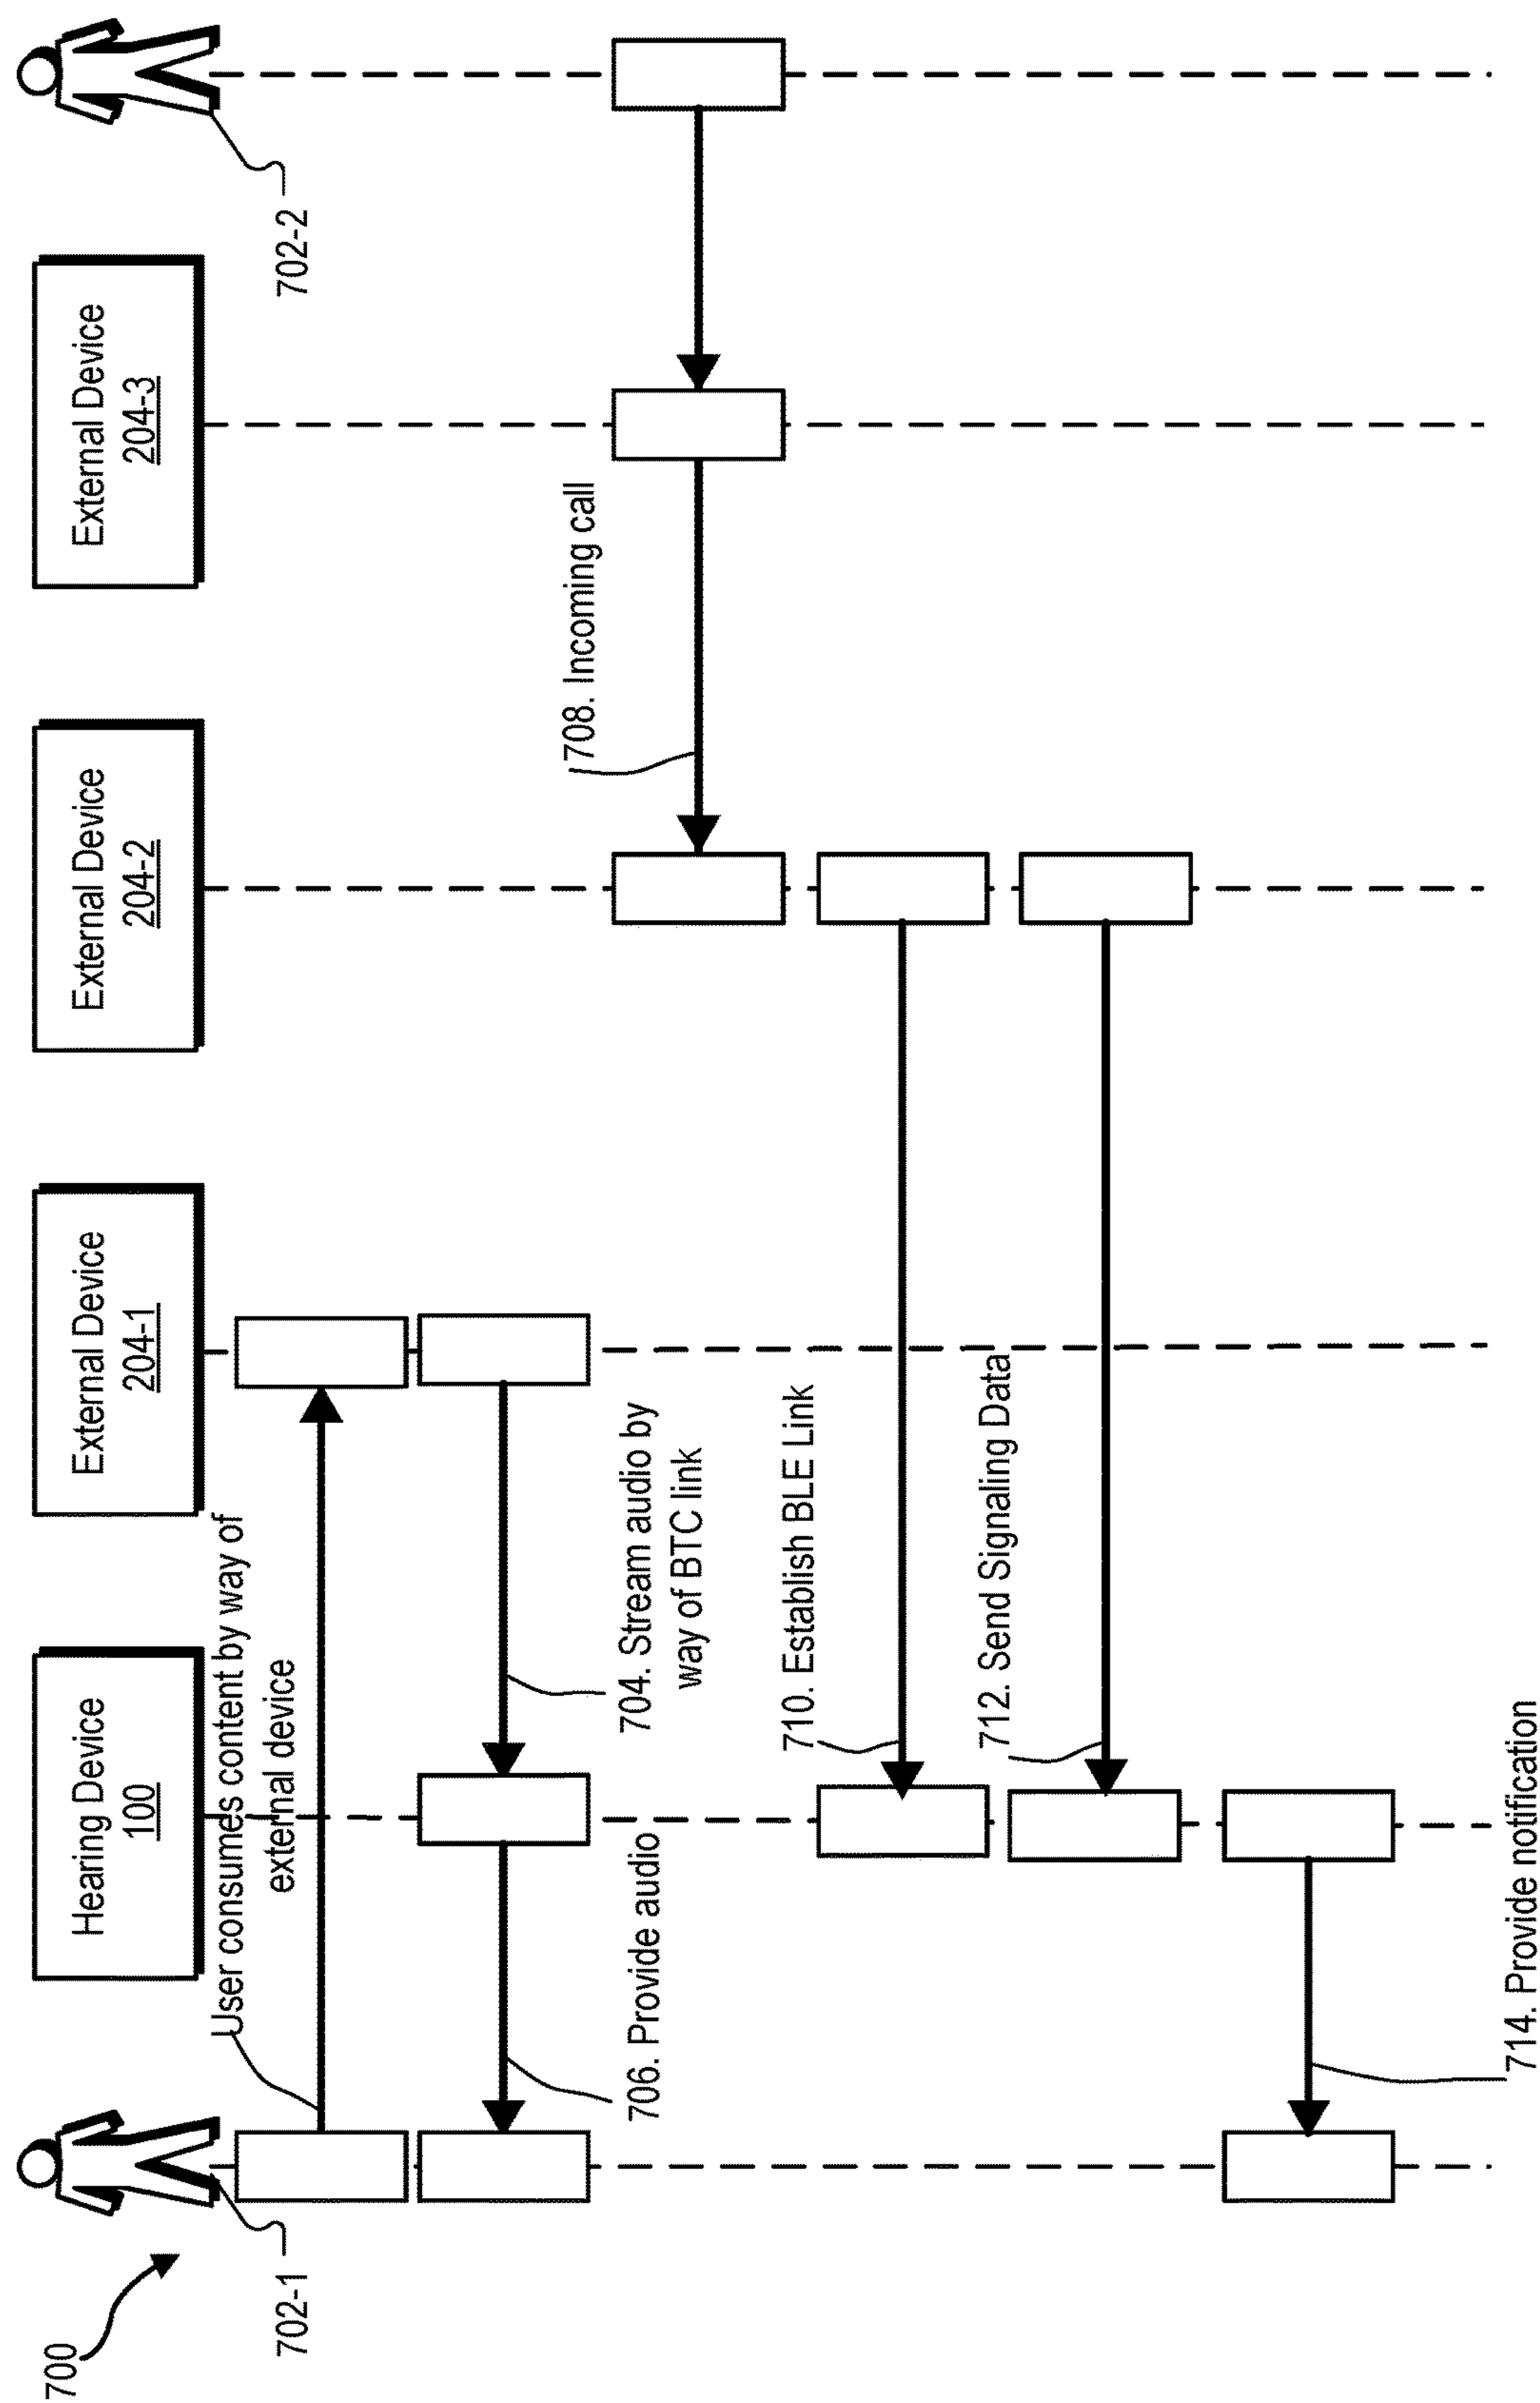 700
702-1
Hearing Device
100
External Device
204-1
External Device
204-2
External Device
204-3
702-2
User consumes content by way of
external device
704. Stream audio by
way of BTC link
706. Provide audio
708. Incoming call
710. Establish BLE Link
712. Send Signaling Data
714. Provide notification